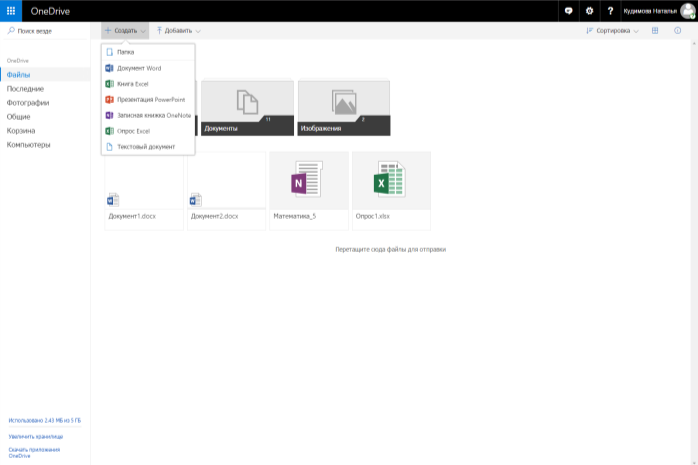 OneDrive
Кудимова Наталья
Поиск везде
Создать
Добавить
Сортировка
OneDrive
Файлы
Последние
Фотографии
Общие
Корзина
Компьютеры
Папка
Документ Word
Книга Excel
Презентация PowerPoint
Записная книжка OneNote
Опрос Excel
Текстовый документ
Документы
11
Изображения
2
Документ1.docx
Документ2.docx
Математика_5
Опрос1.xlsx
Перетащите сюда файлы для отправки
Использовано 2.43 МБ из 5 ГБ
Увеличить хранилище
Скачать приложения
OneDrive